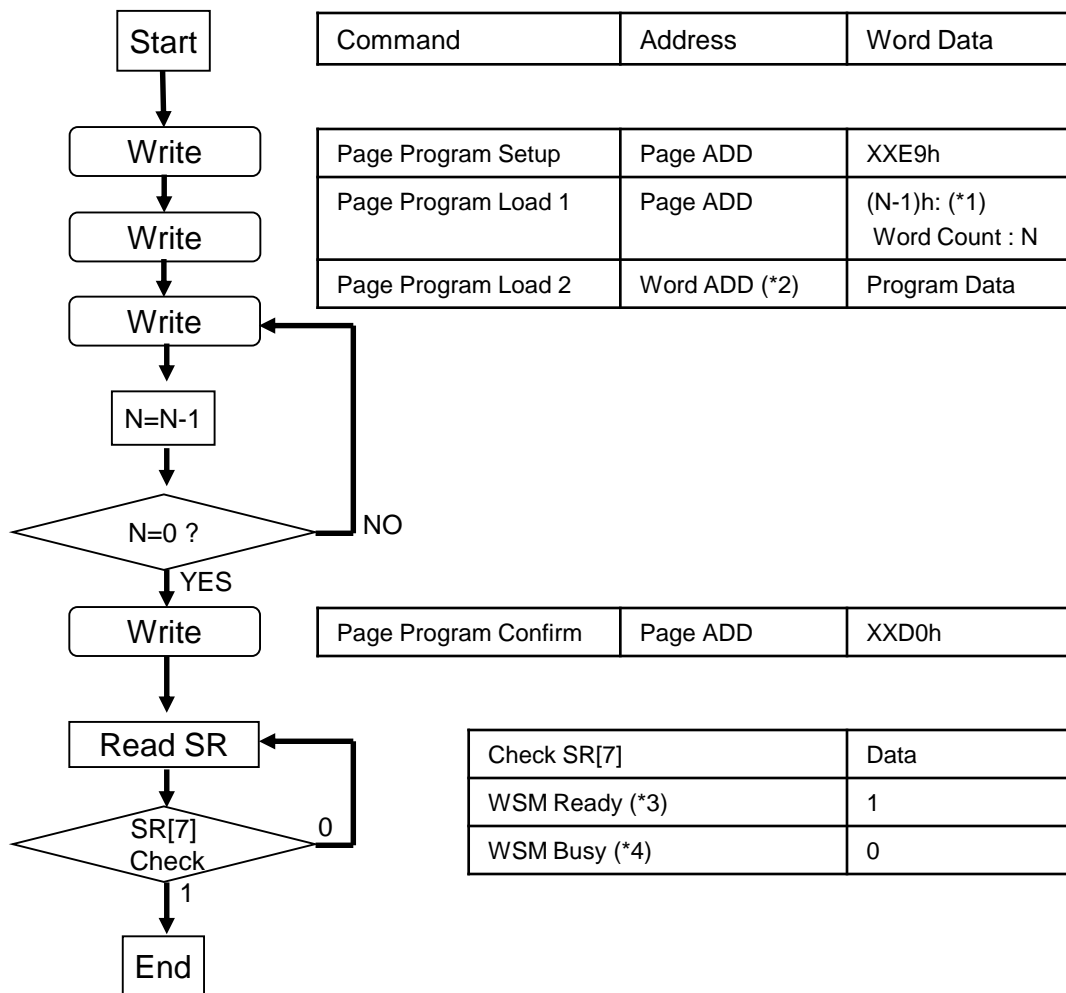 Start
Command Address Word Data
Write
Page Program Setup Page ADD XXE9h
Write
Page Program Load 1 Page ADD (N-1)h: (*1)
Word Count : N
Write
Page Program Load 2 Word ADD (*2) Program Data
N=N-1
N=0 ?
NO
YES
Write
Page Program Confirm Page ADD XXD0h
Read SR
Check SR[7] Data
WSM Ready (*3) 1
WSM Busy (*4) 0
SR[7]
Check
0
1
End